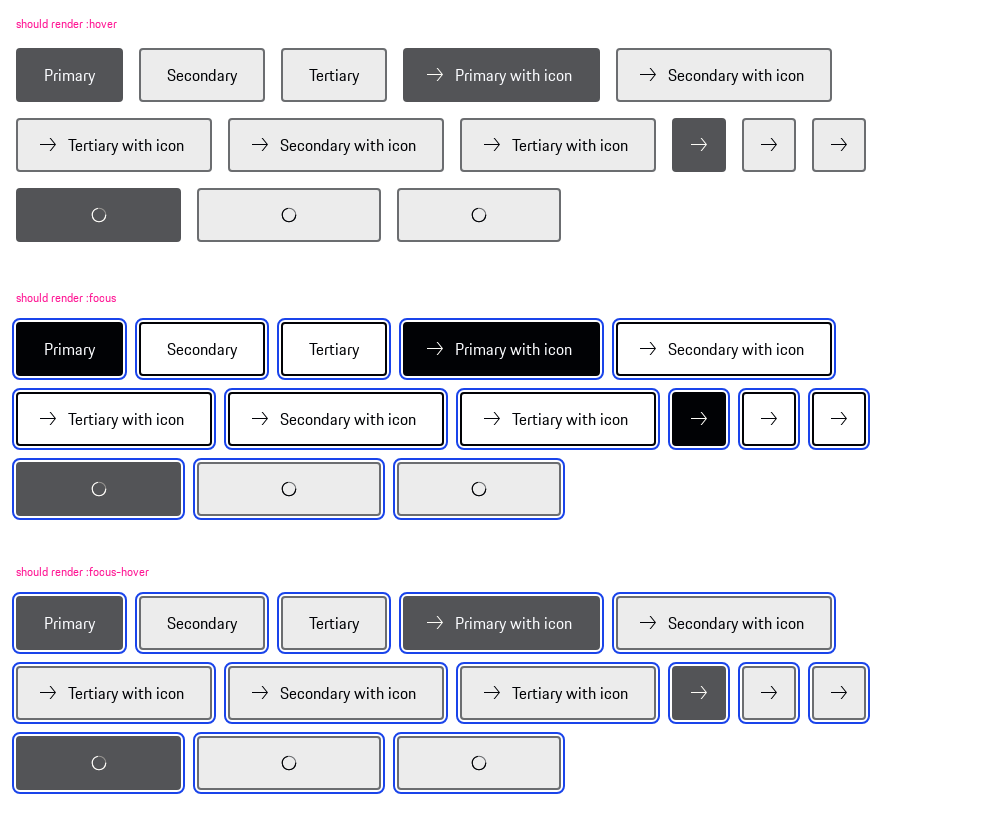 should render :hover
Primary Secondary Tertiary Primary with icon Secondary with icon
Tertiary with icon Secondary with icon Tertiary with icon
should render :focus
Primary Secondary Tertiary Primary with icon Secondary with icon
Tertiary with icon Secondary with icon Tertiary with icon
should render :focus-hover
Primary Secondary Tertiary Primary with icon Secondary with icon
Tertiary with icon Secondary with icon Tertiary with icon